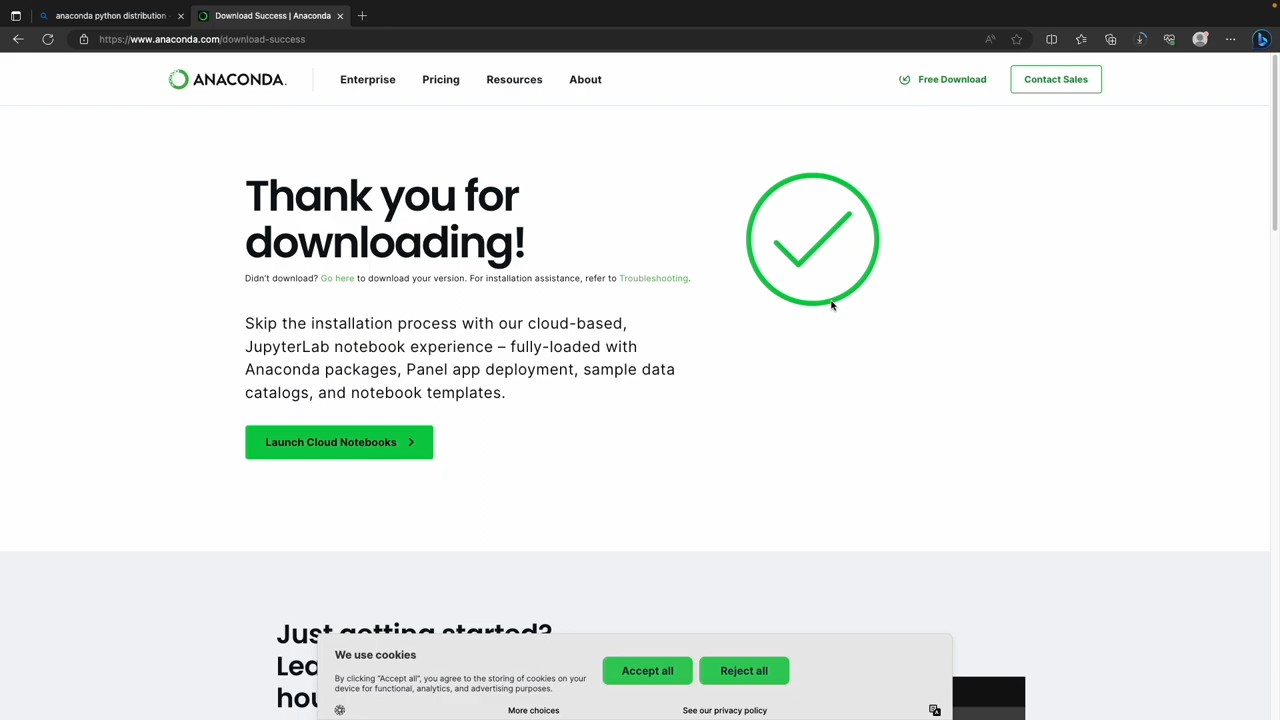 anaconda python distribution -
Download Success | Anaconda
https://www.anaconda.com/download-success
ANACONDA.
Enterprise
Pricing
Resources
About
Free Download
Contact Sales
Thank you for
downloading!
Didn't download? Go here to download your version. For installation assistance, refer to Troubleshooting.
Skip the installation process with our cloud-based,
JupyterLab notebook experience – fully-loaded with
Anaconda packages, Panel app deployment, sample data
catalogs, and notebook templates.
Launch Cloud Notebooks
Just getting started?
We use cookies
By clicking "Accept all", you agree to the storing of cookies on your
device for functional, analytics, and advertising purposes.
Accept all
Reject all
More choices
See our privacy policy